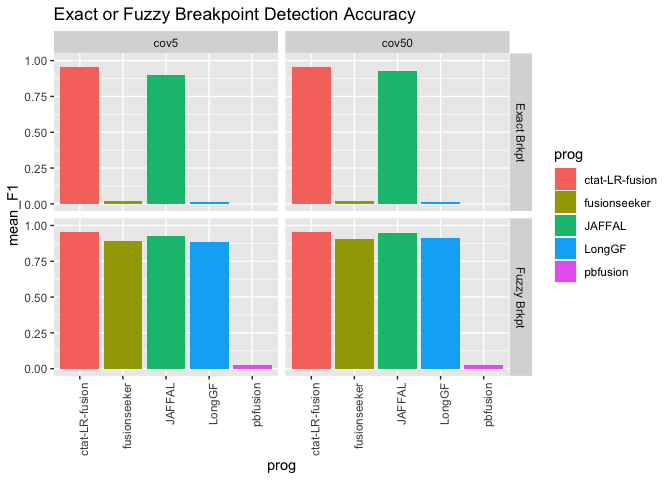 Exact or Fuzzy Breakpoint Detection Accuracy
cov5
cov50
1.00
0.75
0.50
0.25
0.00
Exact Brkpt
1.00
0.75
0.50
0.25
0.00
Fuzzy Brkpt
mean_F1
ctat-LR-fusion
fusionseeker
JAFFAL
LongGF
pbfusion
ctat-LR-fusion
fusionseeker
JAFFAL
LongGF
pbfusion
prog
prog
ctat-LR-fusion
fusionseeker
JAFFAL
LongGF
pbfusion